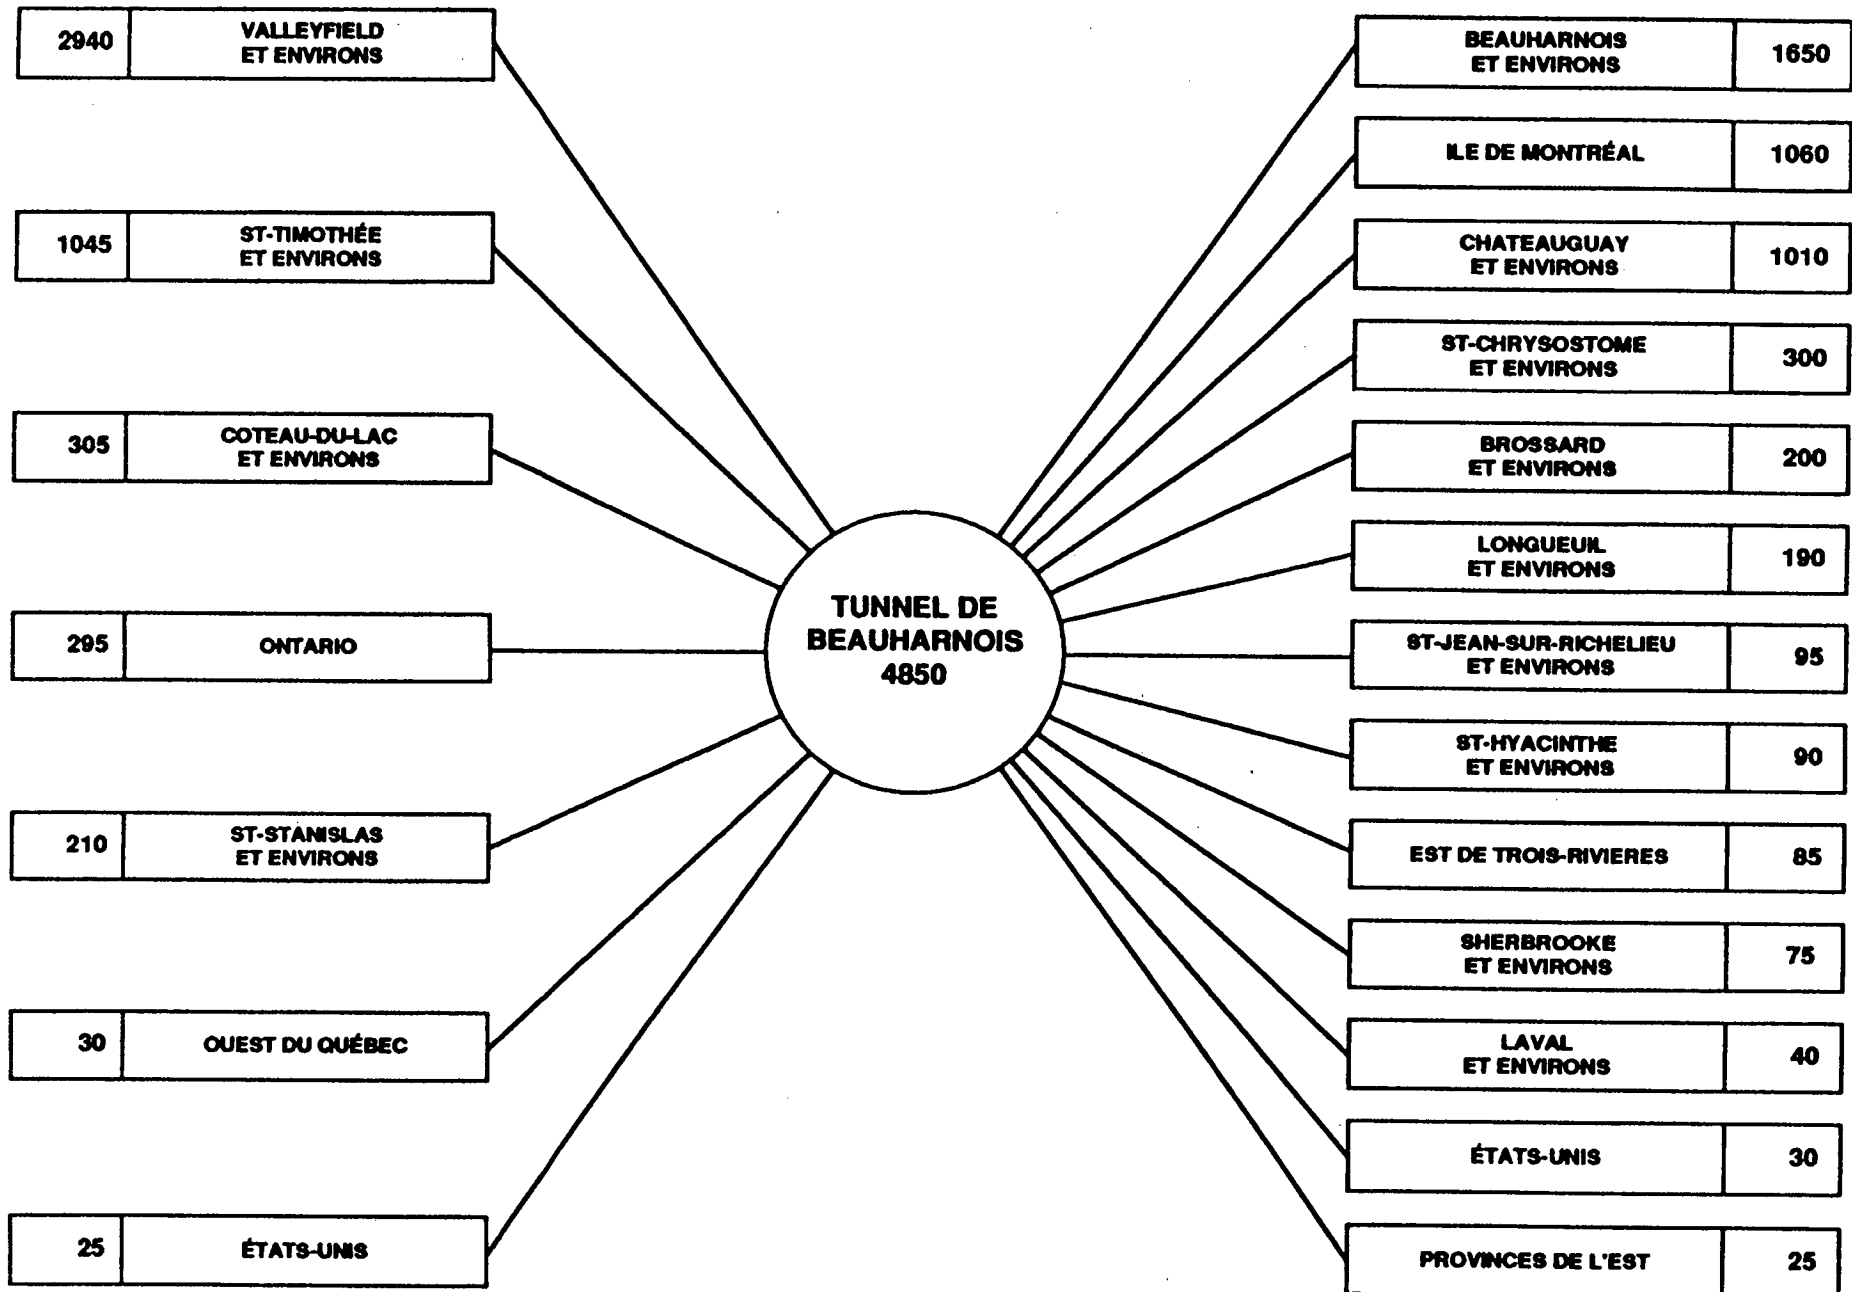 2940
VALLEYFIELD
ET ENVIRONS
1045
ST-TIMOTHÉE
ET ENVIRONS
305
COTEAU-DU-LAC
ET ENVIRONS
295
ONTARIO
210
ST-STANISLAS
ET ENVIRONS
30
OUEST DU QUÉBEC
25
ÉTATS-UNIS
TUNNEL DE
BEAUHARNOIS
4850
BEAUHARNOIS
ET ENVIRONS
1650
ILE DE MONTRÉAL
1060
CHATEAUGUAY
ET ENVIRONS
1010
ST-CHRYSOSTOME
ET ENVIRONS
300
BROSSARD
ET ENVIRONS
200
LONGUEUIL
ET ENVIRONS
190
ST-JEAN-SUR-RICHELIEU
ET ENVIRONS
95
ST-HYACINTHE
ET ENVIRONS
90
EST DE TROIS-RIVIERES
85
SHERBROOKE
ET ENVIRONS
75
LAVAL
ET ENVIRONS
40
ÉTATS-UNIS
30
PROVINCES DE L'EST
25